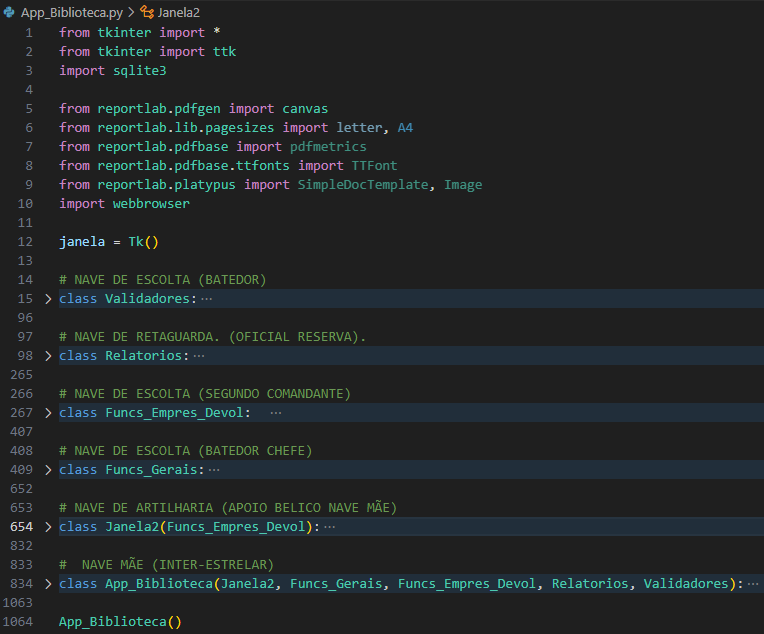 App_Biblioteca.py > Janela2
1 from tkinter import *
2 from tkinter import ttk
3 import sqlite3
4
5 from reportlab.pdfgen import canvas
6 from reportlab.lib.pagesizes import letter, A4
7 from reportlab.pdfbase import pdfmetrics
8 from reportlab.pdfbase.ttfonts import TTFont
9 from reportlab.platypus import SimpleDocTemplate, Image
10 import webbrowser
11
12 janela = Tk()
13
14 # NAVE DE ESCOLTA (BATEDOR)
15 > class Validadores: ···
96
97 # NAVE DE RETAGUARDA. (OFICIAL RESERVA).
98 > class Relatorios: ···
265
266 # NAVE DE ESCOLTA (SEGUNDO COMANDANTE)
267 > class Funcs_Empres_Devol: ···
407
408 # NAVE DE ESCOLTA (BATEDOR CHEFE)
409 > class Funcs_Gerais: ···
652
653 # NAVE DE ARTILHARIA (APOIO BELICO NAVE MÃE)
654 > class Janela2(Funcs_Empres_Devol): ···
832
833 #  NAVE MÃE (INTER-ESTRELAR)
834 > class App_Biblioteca(Janela2, Funcs_Gerais, Funcs_Empres_Devol, Relatorios, Validadores): ···
1063
1064 App_Biblioteca()